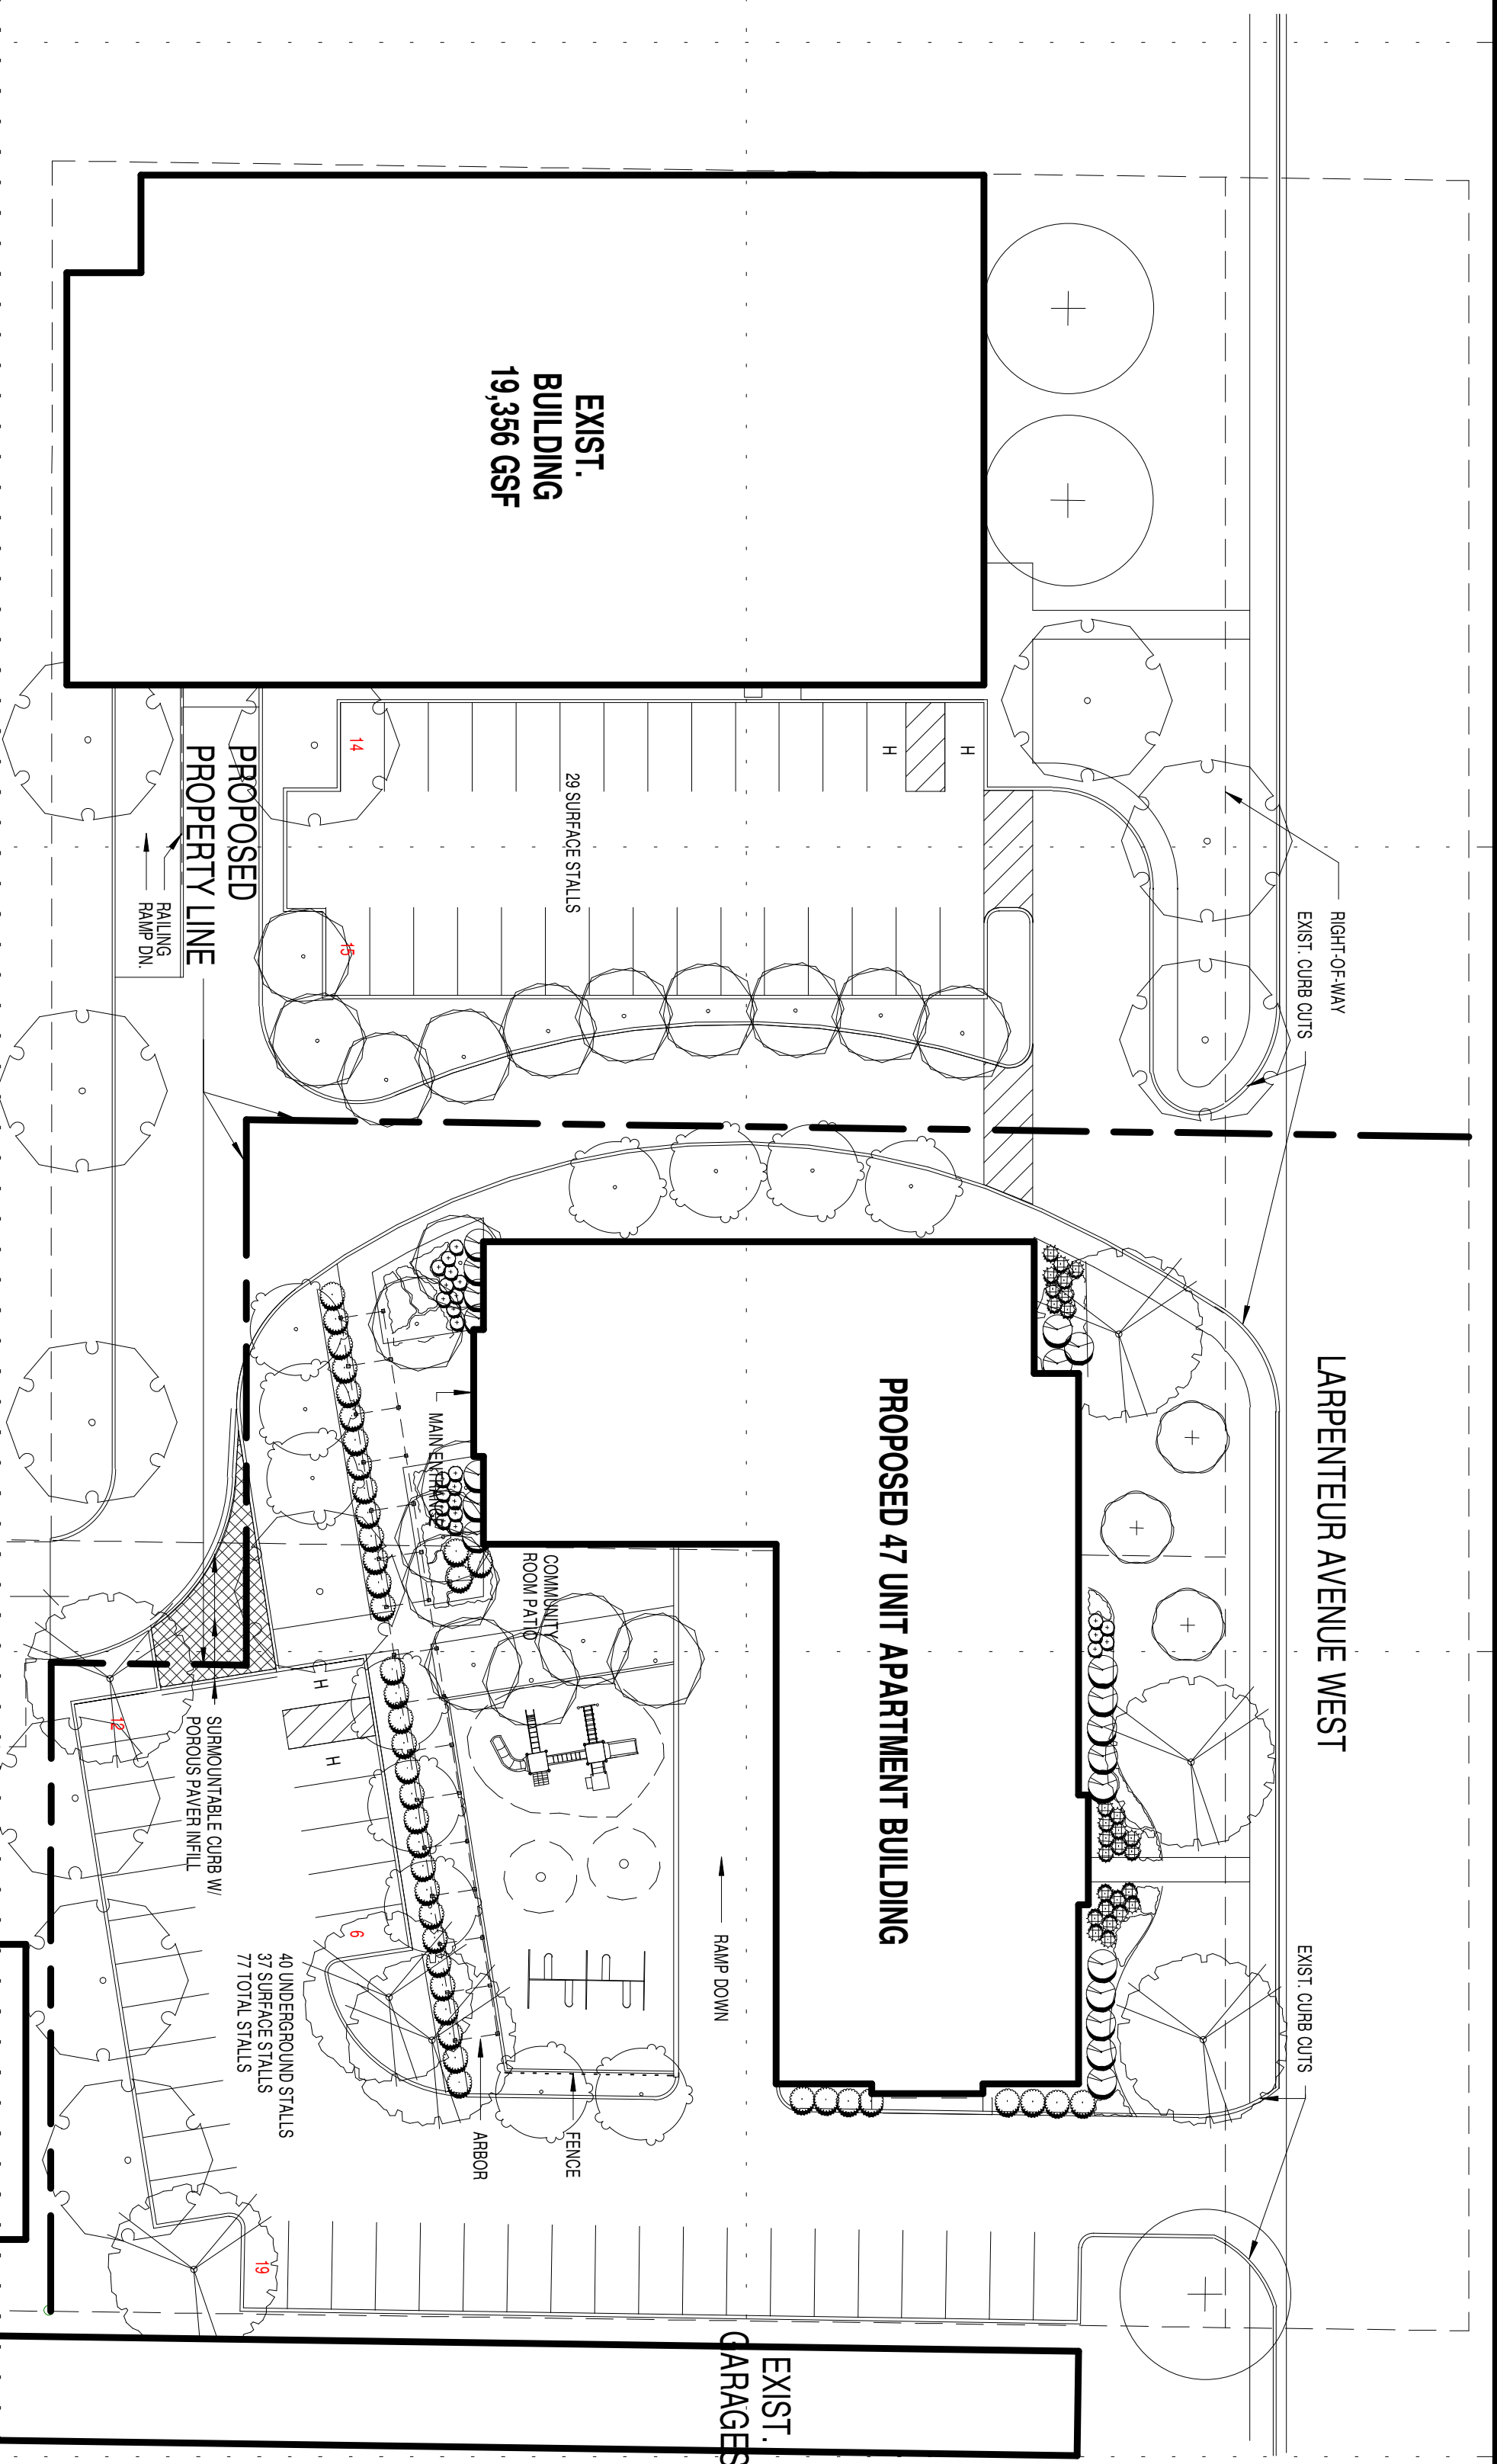 LARPENTEUR AVENUE WEST
RIGHT-OF-WAY
EXIST. CURB CUTS
EXIST. CURB CUTS
EXIST.
BUILDING
19,356 GSF
H
H
29 SURFACE STALLS
14
15
PROPOSED
PROPERTY LINE
RAILING
RAMP DN.
PROPOSED 47 UNIT APARTMENT BUILDING
MAIN ENTRANCE
COMMUNITY
ROOM PATIO
RAMP DOWN
H
H
12
6
19
SURMOUNTABLE CURB W/
POROUS PAVER INFILL
40 UNDERGROUND STALLS
37 SURFACE STALLS
77 TOTAL STALLS
FENCE
ARBOR
EXIST.
GARAGES